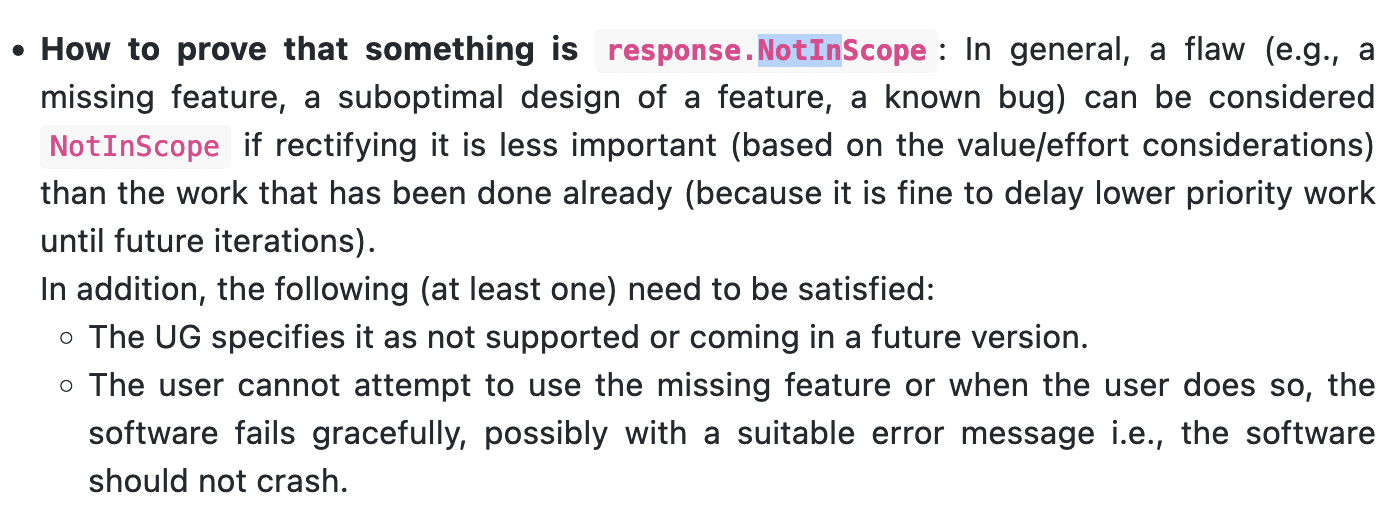 • How to prove that something is response.NotInScope: In general, a flaw (e.g., a
missing feature, a suboptimal design of a feature, a known bug) can be considered
NotInScope if rectifying it is less important (based on the value/effort considerations)
than the work that has been done already (because it is fine to delay lower priority work
until future iterations).
In addition, the following (at least one) need to be satisfied:
○ The UG specifies it as not supported or coming in a future version.
○ The user cannot attempt to use the missing feature or when the user does so, the
software fails gracefully, possibly with a suitable error message i.e., the software
should not crash.